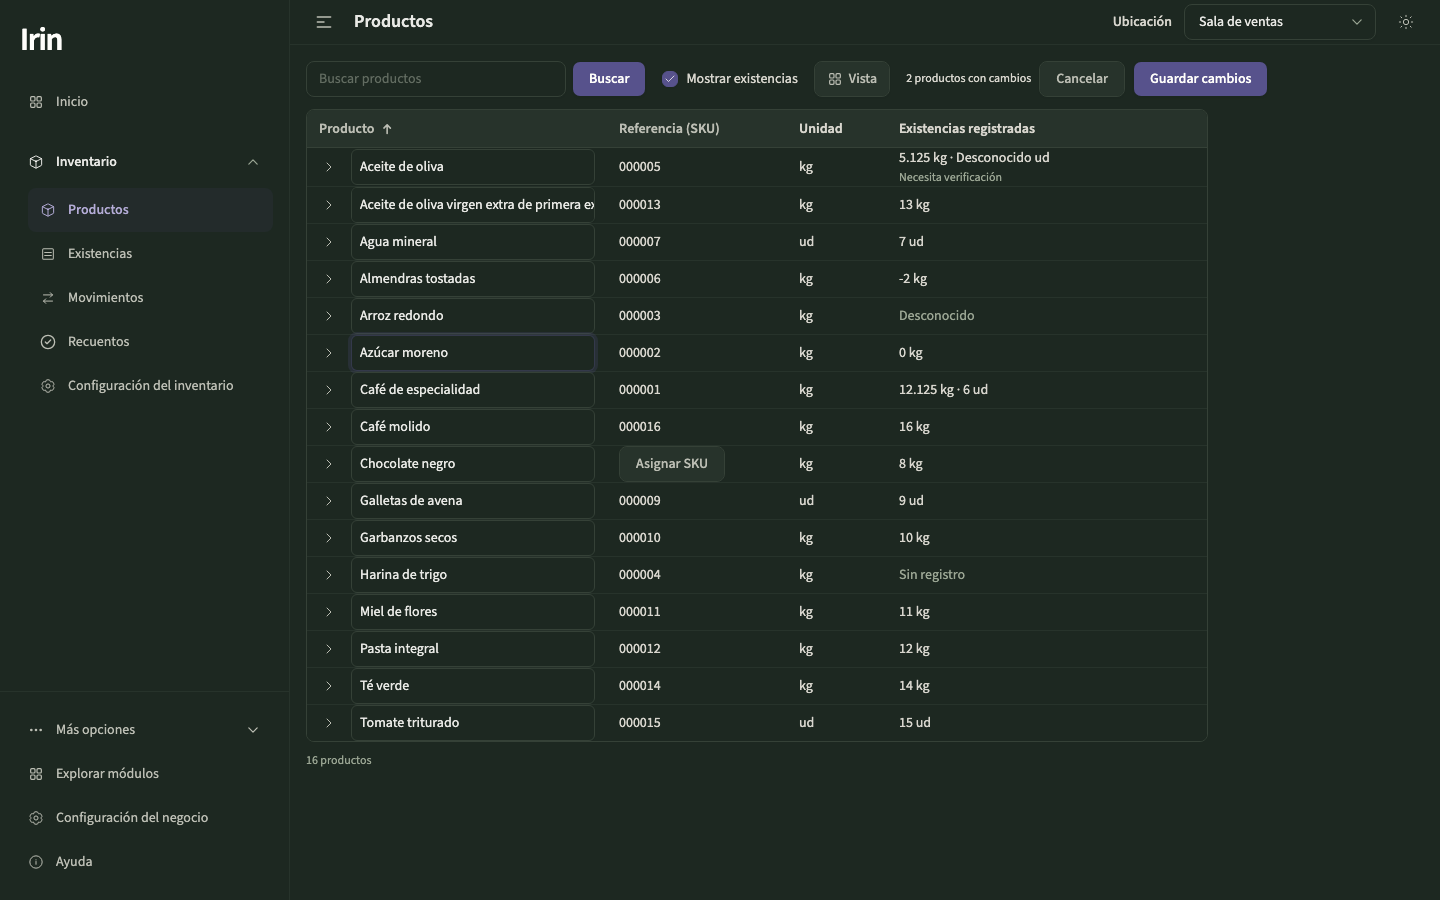 Irin
Productos
Ubicación
Sala de ventas
Inicio
Inventario
Productos
Existencias
Movimientos
Recuentos
Configuración del inventario
Más opciones
Explorar módulos
Configuración del negocio
Ayuda
Buscar productos
Buscar
Mostrar existencias
Vista
2 productos con cambios
Cancelar
Guardar cambios
Producto Referencia (SKU) Unidad Existencias registradas
Aceite de oliva 000005 kg 5.125 kg · Desconocido ud
Necesita verificación
Aceite de oliva virgen extra de primera ex 000013 kg 13 kg
Agua mineral 000007 ud 7 ud
Almendras tostadas 000006 kg -2 kg
Arroz redondo 000003 kg Desconocido
Azúcar moreno 000002 kg 0 kg
Café de especialidad 000001 kg 12.125 kg · 6 ud
Café molido 000016 kg 16 kg
Chocolate negro Asignar SKU kg 8 kg
Galletas de avena 000009 ud 9 ud
Garbanzos secos 000010 kg 10 kg
Harina de trigo 000004 kg Sin registro
Miel de flores 000011 kg 11 kg
Pasta integral 000012 kg 12 kg
Té verde 000014 kg 14 kg
Tomate triturado 000015 ud 15 ud
16 productos